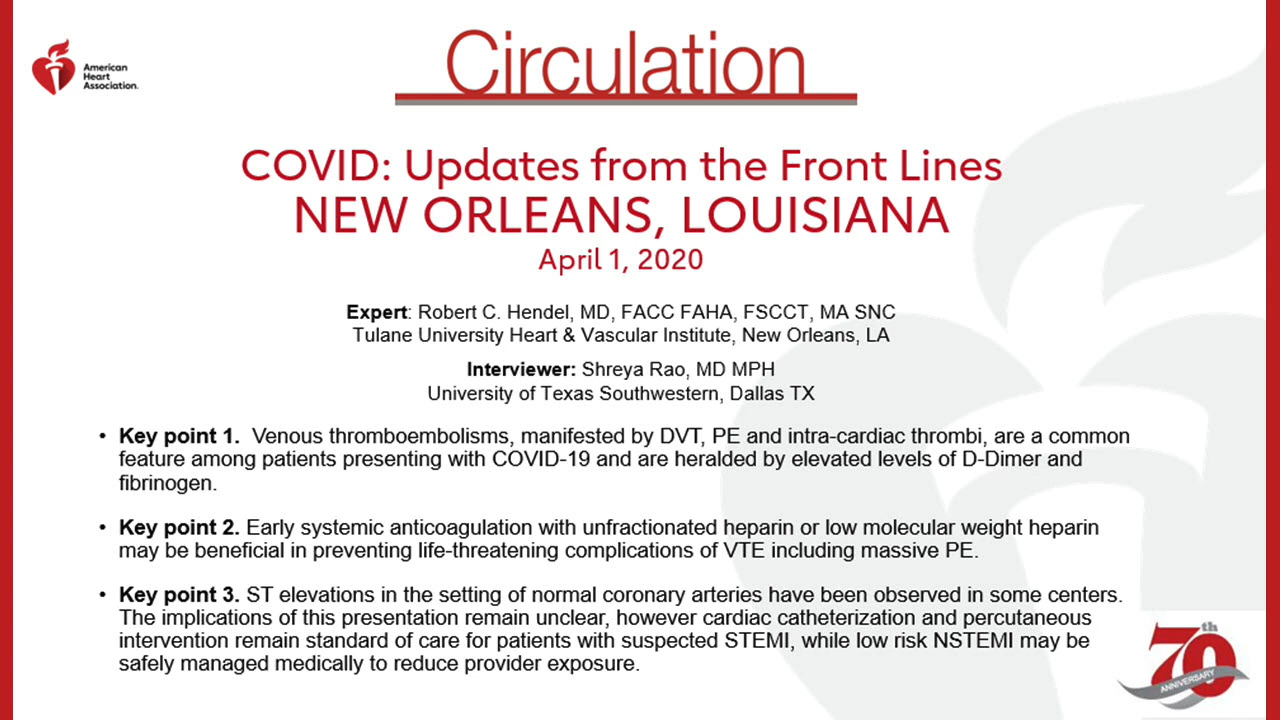 American
Heart
Association.
Circulation
COVID: Updates from the Front Lines
NEW ORLEANS, LOUISIANA
April 1, 2020
Expert: Robert C. Hendel, MD, FACC FAHA, FSCCT, MA SNC
Tulane University Heart & Vascular Institute, New Orleans, LA
Interviewer: Shreya Rao, MD MPH
University of Texas Southwestern, Dallas TX
• Key point 1. Venous thromboembolisms, manifested by DVT, PE and intra-cardiac thrombi, are a common
feature among patients presenting with COVID-19 and are heralded by elevated levels of D-Dimer and
fibrinogen.
• Key point 2. Early systemic anticoagulation with unfractionated heparin or low molecular weight heparin
may be beneficial in preventing life-threatening complications of VTE including massive PE.
• Key point 3. ST elevations in the setting of normal coronary arteries have been observed in some centers.
The implications of this presentation remain unclear, however cardiac catheterization and percutaneous
intervention remain standard of care for patients with suspected STEMI, while low risk NSTEMI may be
safely managed medically to reduce provider exposure.
70th
ANNIVERSARY